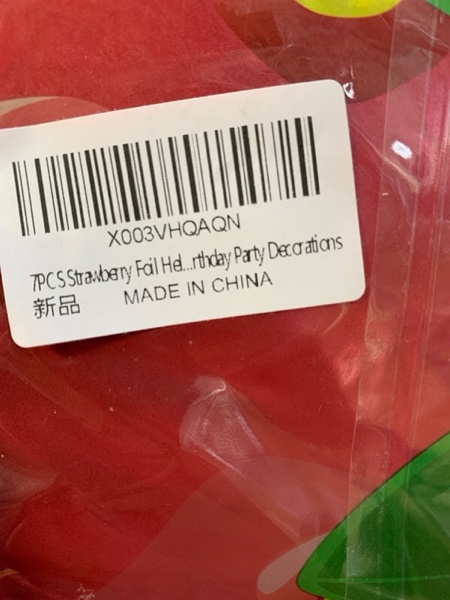 X003VHQAQN
7PCS Strawberry Foil Hel...rthday Party Decorations
新品 MADE IN CHINA